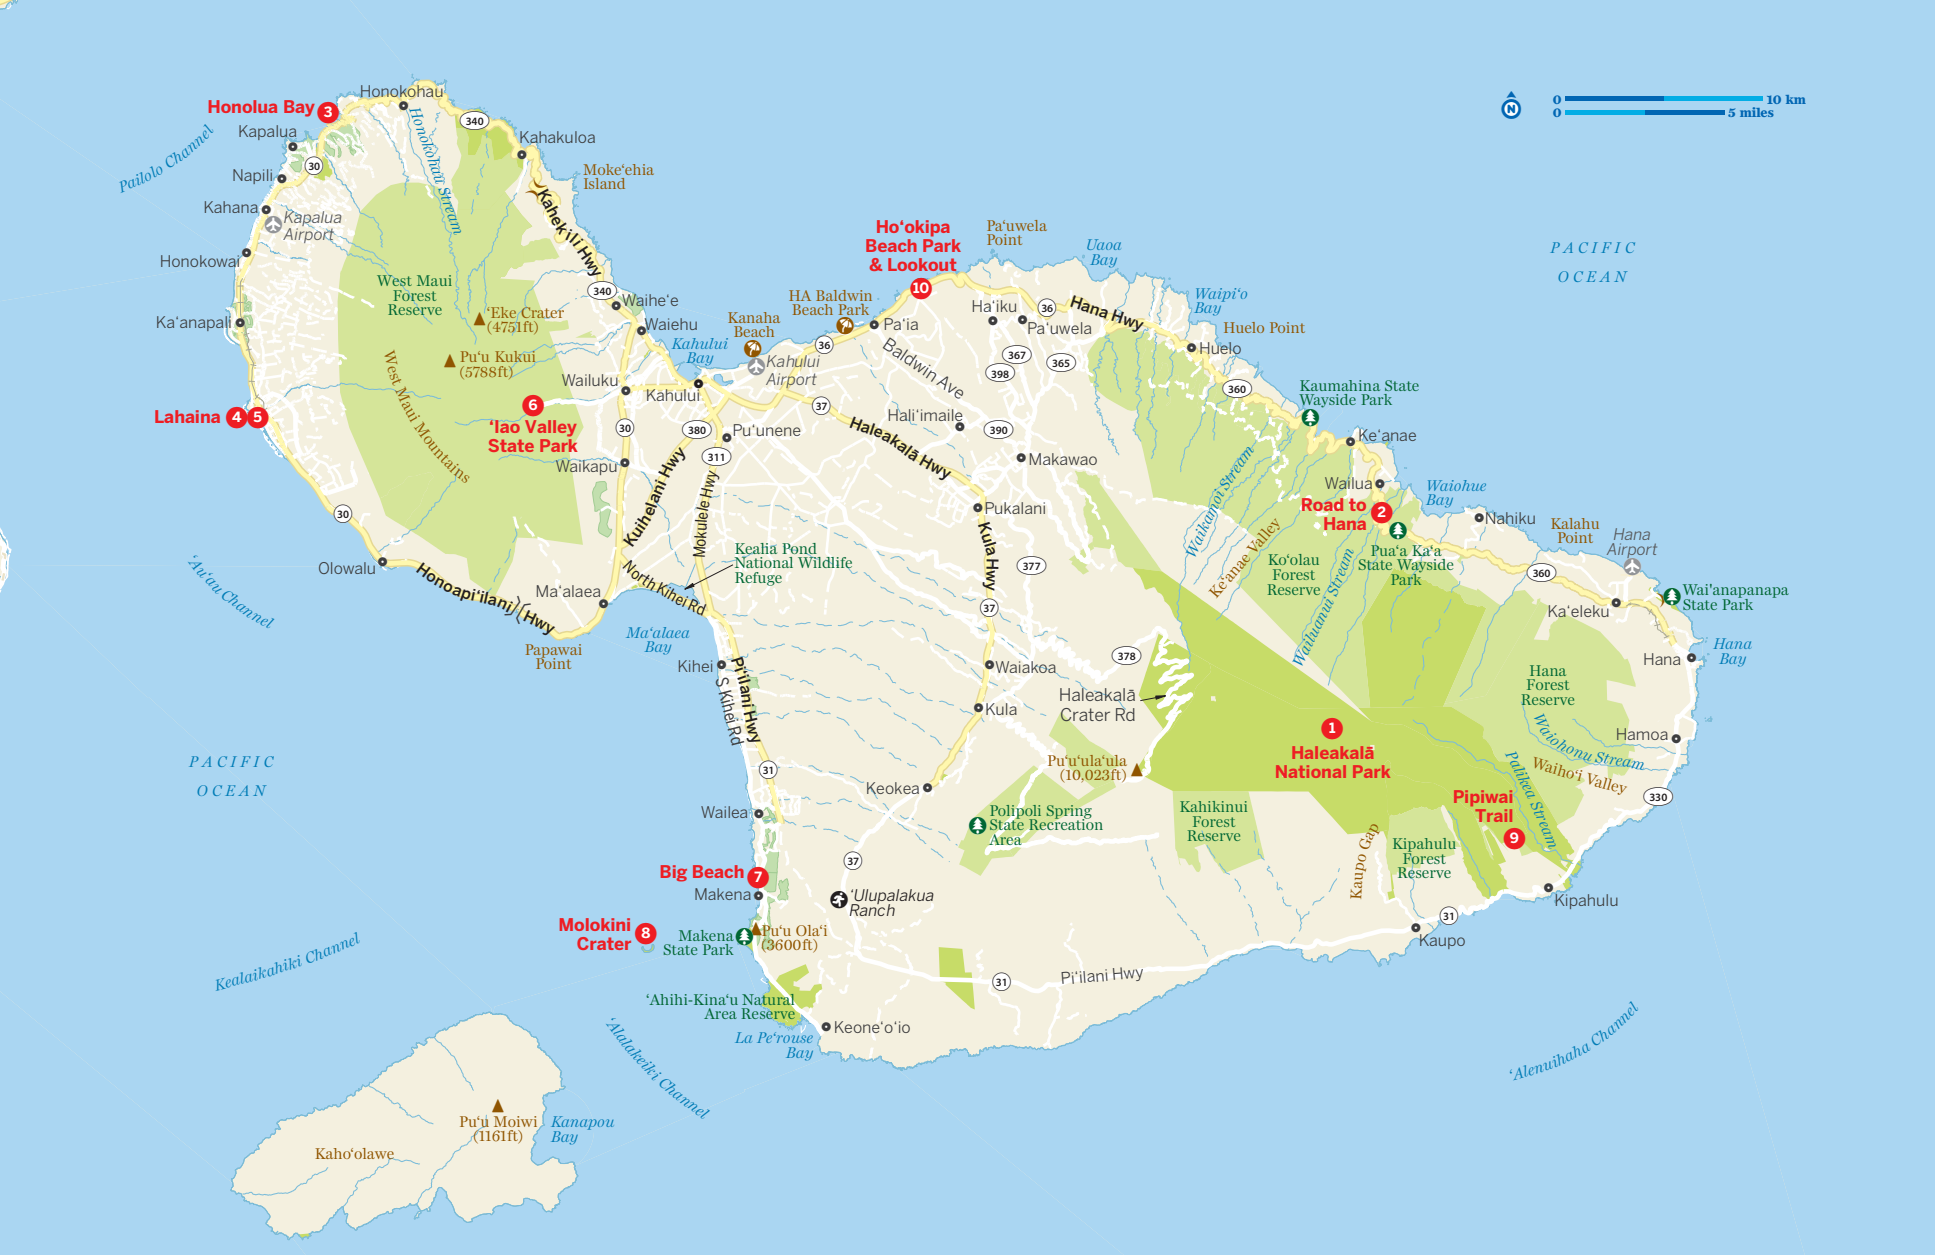 Honokohau
Honolua Bay 3
Kapalua
340
Kahakuloa
30
Napili
Pailolo Channel
Honokohau Stream
Moke‘ehia
Island
Kahana
Kapalua
Airport
Kahekili Hwy
Honokowai
West Maui
Forest
Reserve
340
Waihe‘e
‘Eke Crater
(4751ft)
Ka‘anapali
Waiehu
Pu‘u Kukui
(5788ft)
West Maui Mountains
Wailuku
Kahului
Lahaina 4 5
6
‘Iao Valley
State Park
30
380
Pu‘unene
311
Waikapu
Kuihelani Hwy
Mokulele Hwy
30
Olowalu
Honoapi‘ilani Hwy
Ma‘alaea
North Kihei Rd
Papawai
Point
Ma‘alaea
Bay
‘Au‘au Channel
Kealia Pond
National Wildlife
Refuge
Kahului
Bay
Kanaha
Beach
Kahului
Airport
HA Baldwin
Beach Park
36
Pa‘ia
Ho‘okipa
Beach Park
& Lookout
10
Pa‘uwela
Point
Uaoa
Bay
Ha‘iku
36
Pa‘uwela
Hana Hwy
Waipi‘o
Bay
Huelo Point
Huelo
Baldwin Ave
367
398
365
37
Haleakalā Hwy
Hali‘imaile
390
Makawao
Pukalani
Kula Hwy
377
37
360
Kaumahina State
Wayside Park
Ke‘anae
Wailua
Road to
Hana
2
Waiohue
Bay
Nahiku
Kalahu
Point
Hana
Airport
Waikamoi Stream
Ke‘anae Valley
Ko‘olau
Forest
Reserve
Wailuanui Stream
Pua‘a Ka‘a
State Wayside
Park
360
Ka‘eleku
Wai'anapanapa
State Park
Hana
Hana
Bay
Hana
Forest
Reserve
Hamoa
Waiohonu Stream
Waiho‘i Valley
Palikea Stream
330
Pipiwai
Trail
9
Kipahulu
Kihei
Pi‘ilani Hwy
S Kihei Rd
Waiakoa
378
Haleakalā
Crater Rd
Kula
1
Haleakalā
National Park
Pu‘u‘ula‘ula
(10,023ft)
31
Keokea
Wailea
Polipoli Spring
State Recreation
Area
Kahikinui
Forest
Reserve
Kaupo Gap
Kipahulu
Forest
Reserve
37
Big Beach 7
Makena
‘Ulupalakua
Ranch
31
Kaupo
Molokini
Crater
8
Makena
State Park
Pu‘u Ola‘i
(3600ft)
31
Pi‘ilani Hwy
‘Ahihi-Kina‘u Natural
Area Reserve
Keone‘o‘io
La Pe‘rouse
Bay
PACIFIC
OCEAN
Kealaikahiki Channel
‘Alalakeiki Channel
‘Alenuihaha Channel
Pu‘u Moiwi
(1161ft)
Kanapou
Bay
Kaho‘olawe
PACIFIC
OCEAN
N
0 10 km
0 5 miles